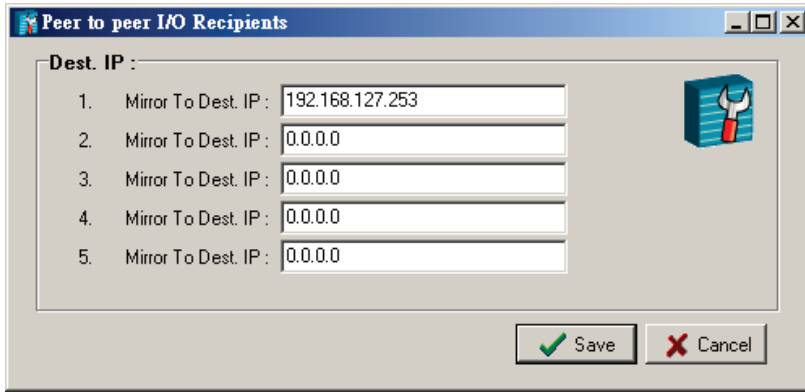 Peer to peer I/O Recipients
Dest. IP :
1. Mirror To Dest. IP : 192.168.127.253
2. Mirror To Dest. IP : 0.0.0.0
3. Mirror To Dest. IP : 0.0.0.0
4. Mirror To Dest. IP : 0.0.0.0
5. Mirror To Dest. IP : 0.0.0.0
Save Cancel